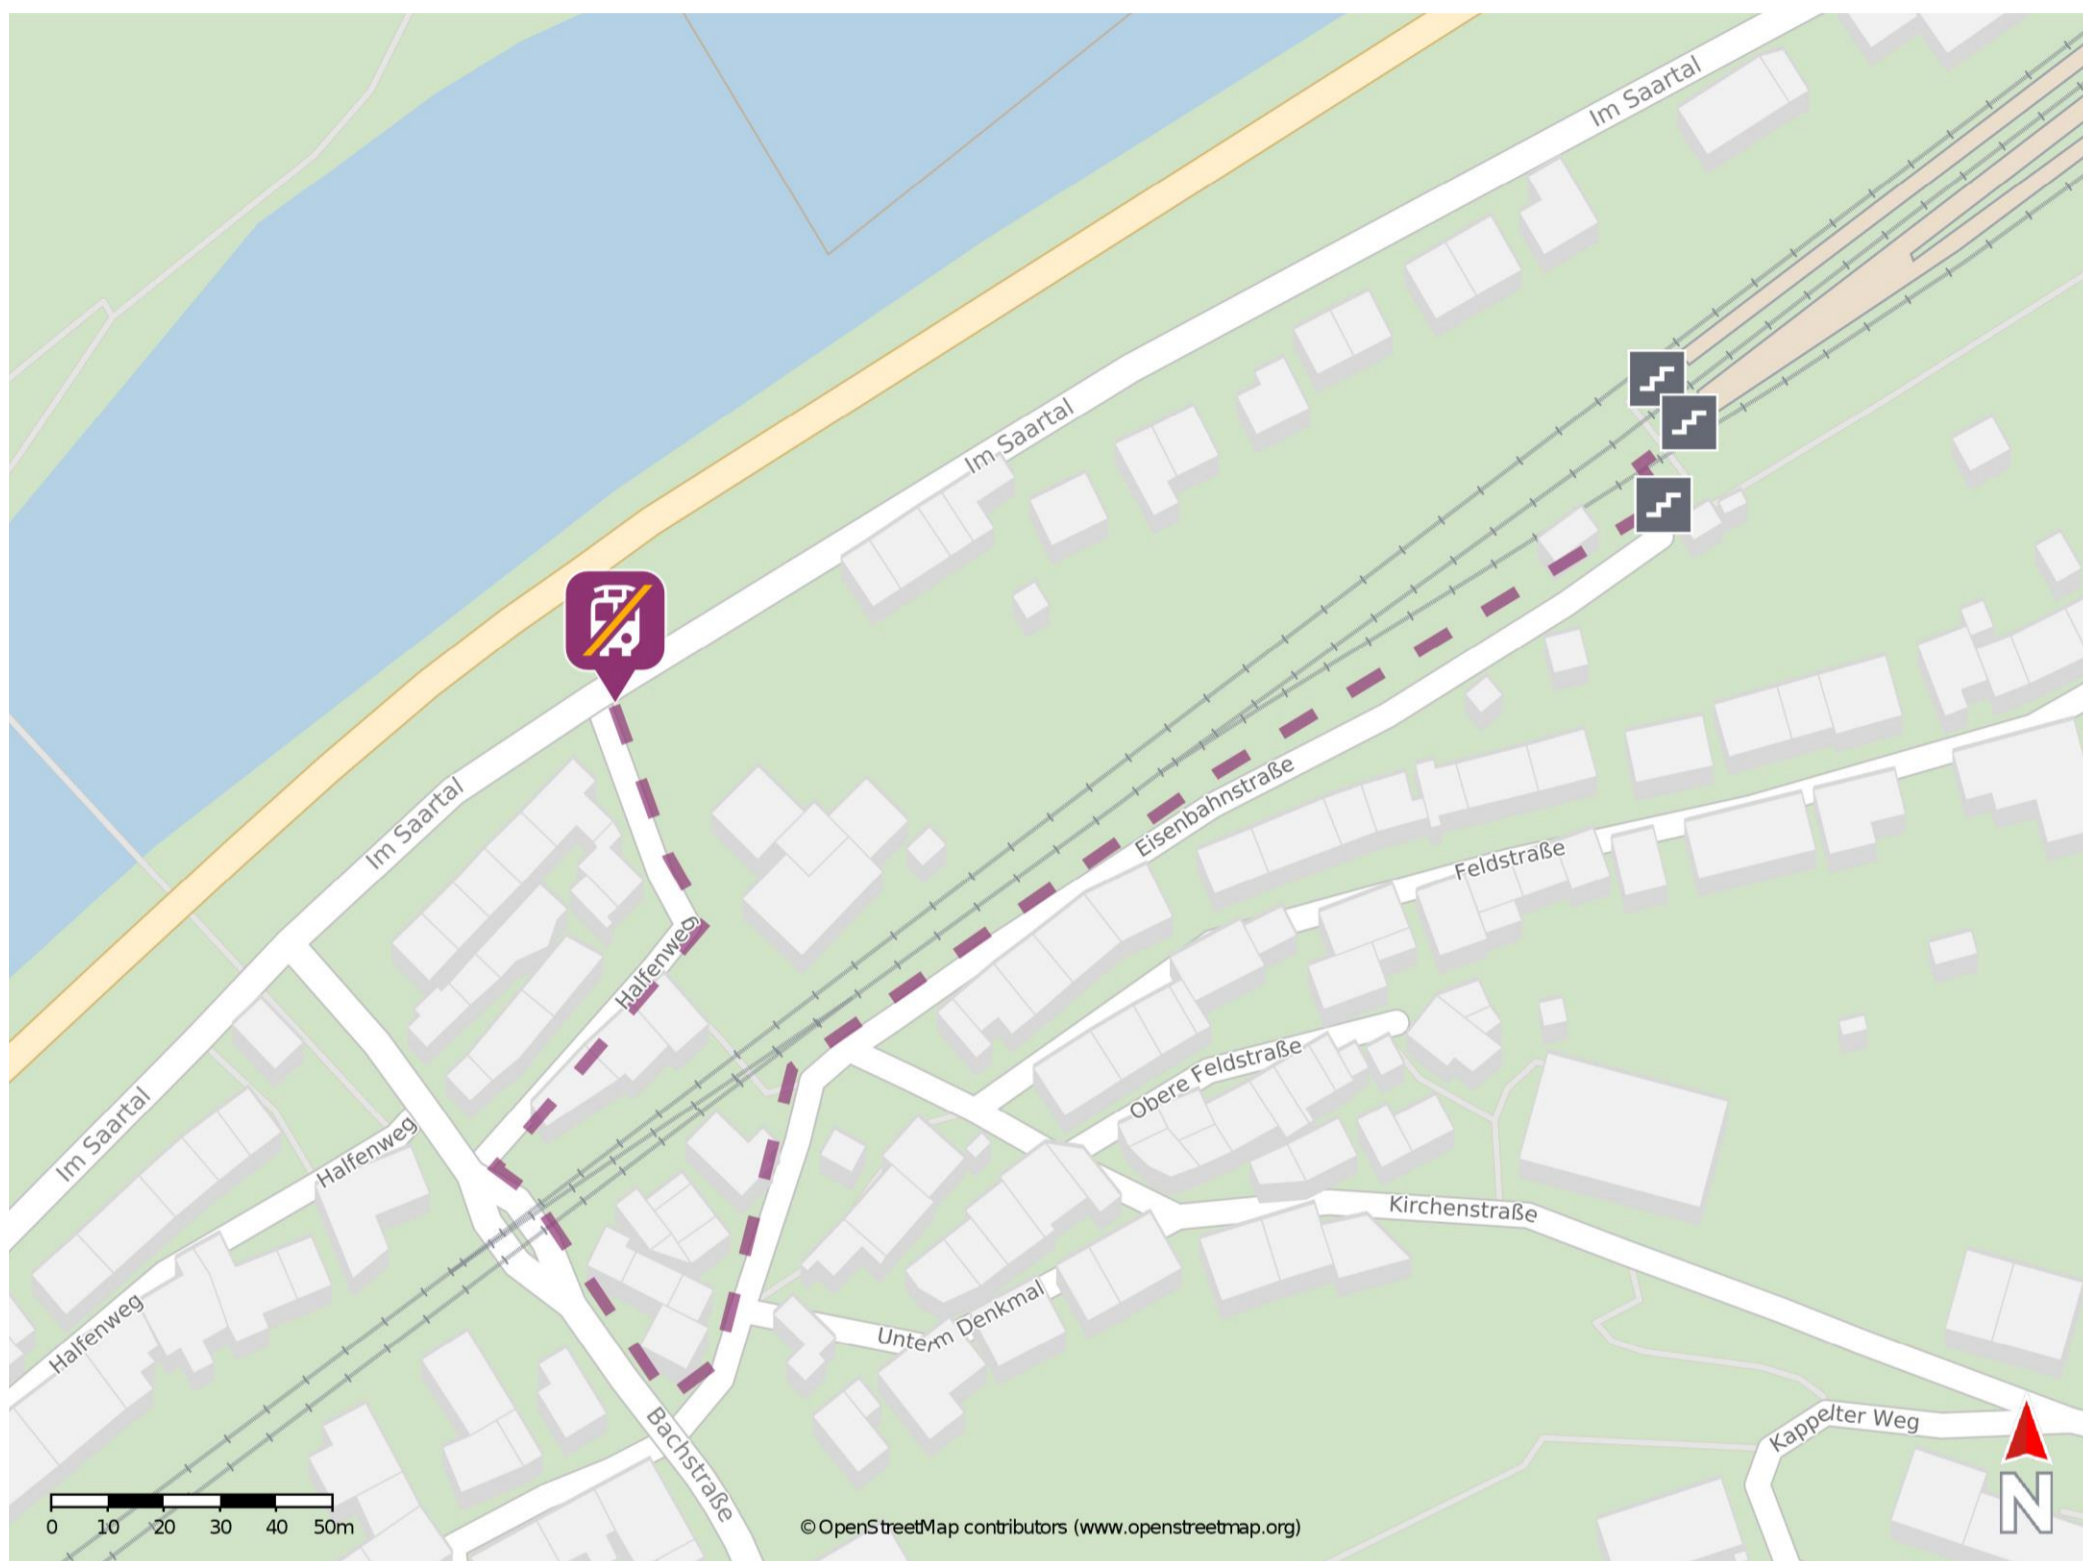 Im Saartal
Im Saartal
Im Saartal
Eisenbahnstraße
Feldstraße
Halfenweg
Obere Feldstraße
Im Saartal
Halfenweg
Kirchenstraße
Halfenweg
Unterm Denkmal
Bachstraße
Kappelter Weg
N
0 10 20 30 40 50m
© OpenStreetMap contributors (www.openstreetmap.org)